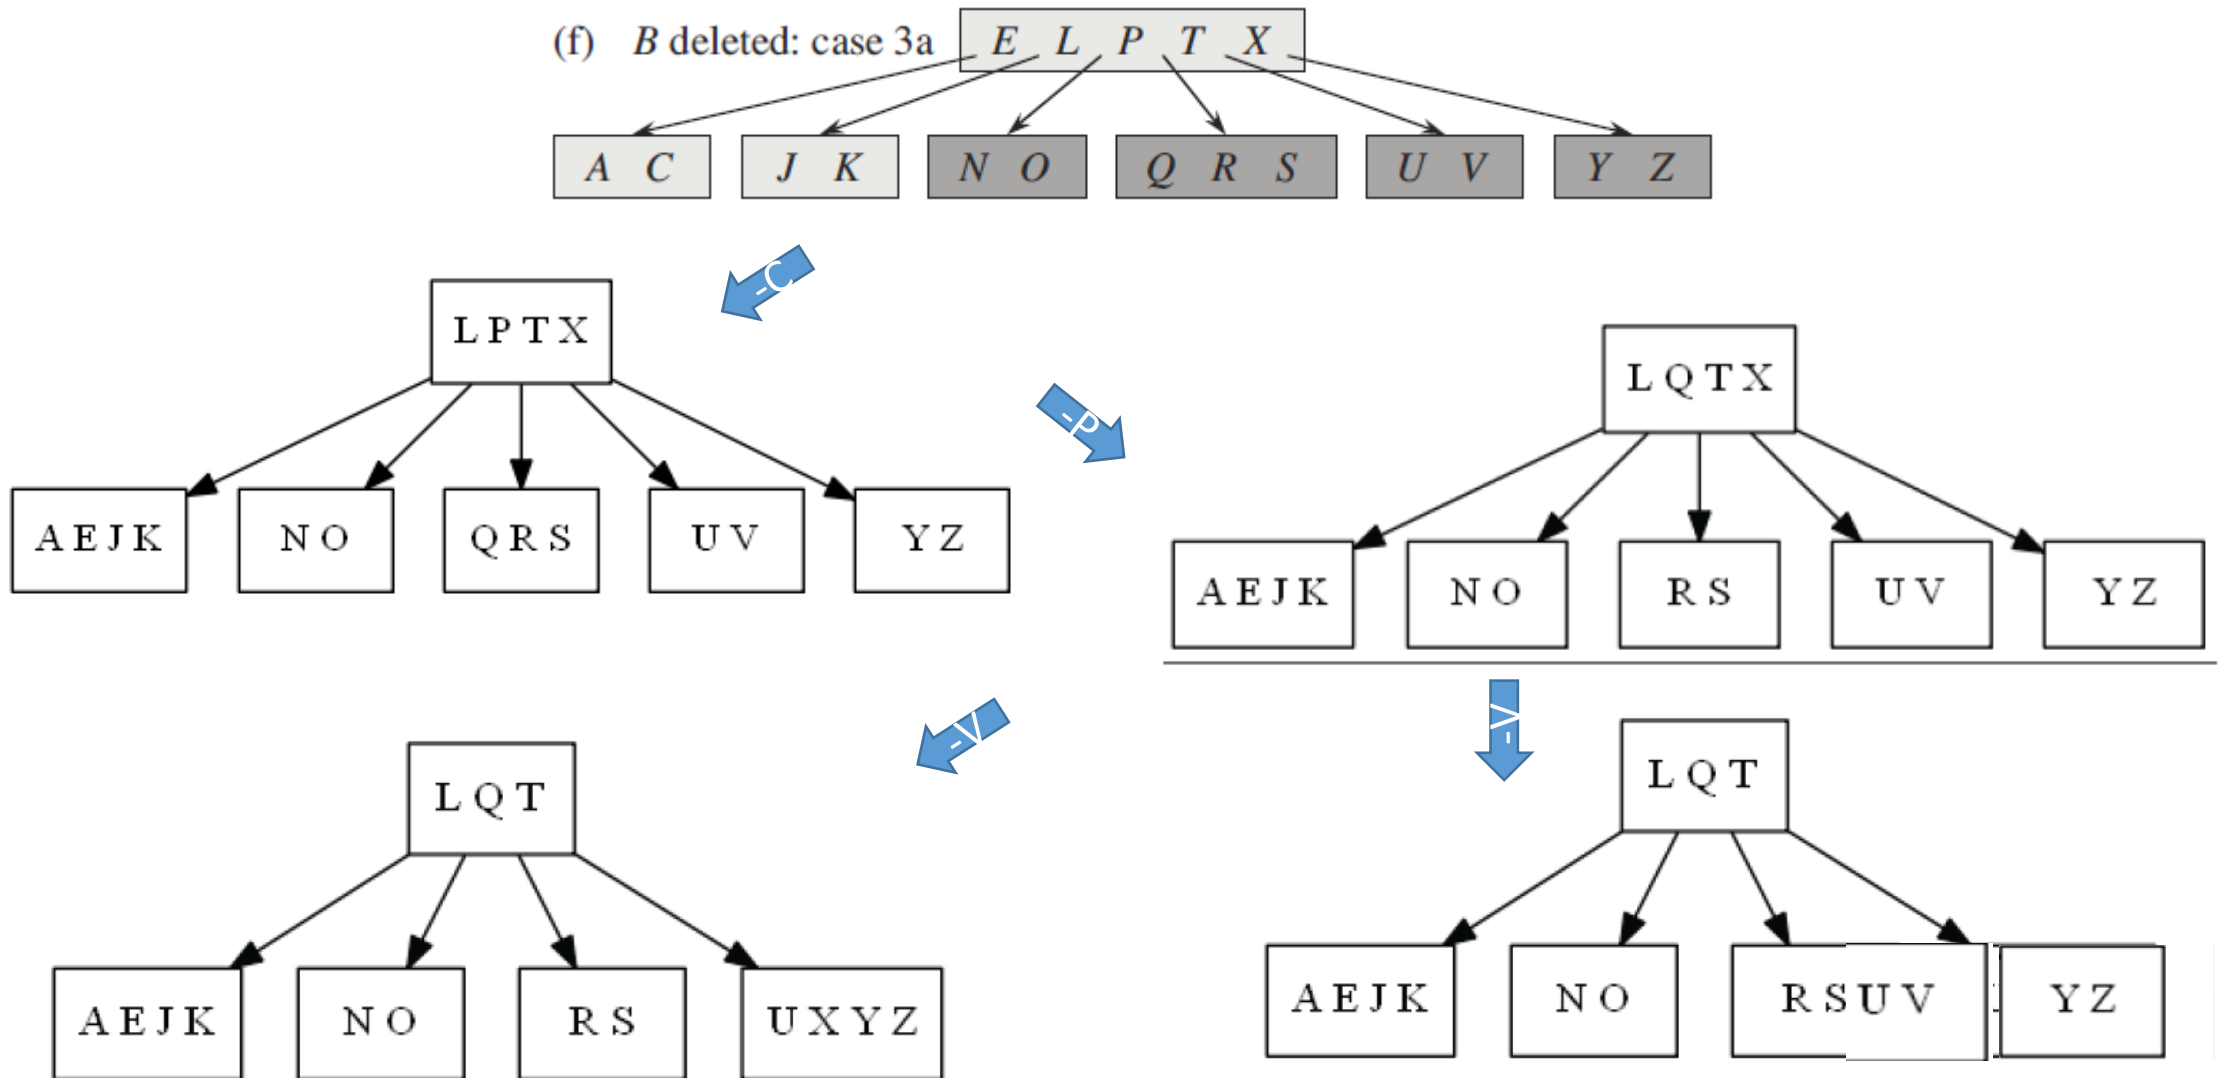 (f) B deleted: case 3a
E L P T X
A C J K N O Q R S U V Y Z
-C
L P T X
A E J K N O Q R S U V Y Z
-P
L Q T X
A E J K N O R S U V Y Z
-V
L Q T
A E J K N O R S U X Y Z
-V
L Q T
A E J K N O R S U V Y Z